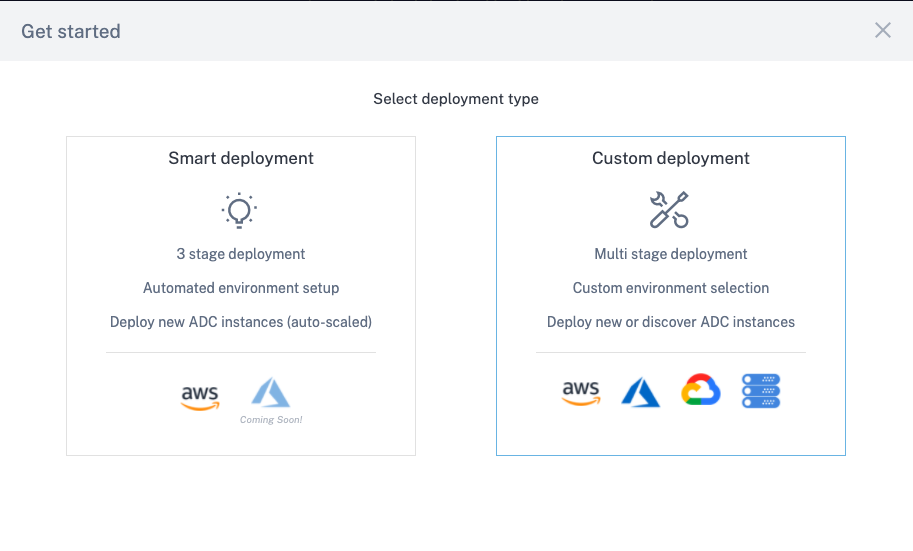 Get started
Select deployment type
Smart deployment
3 stage deployment
Automated environment setup
Deploy new ADC instances (auto-scaled)
aws
Coming Soon!
Custom deployment
Multi stage deployment
Custom environment selection
Deploy new or discover ADC instances
aws